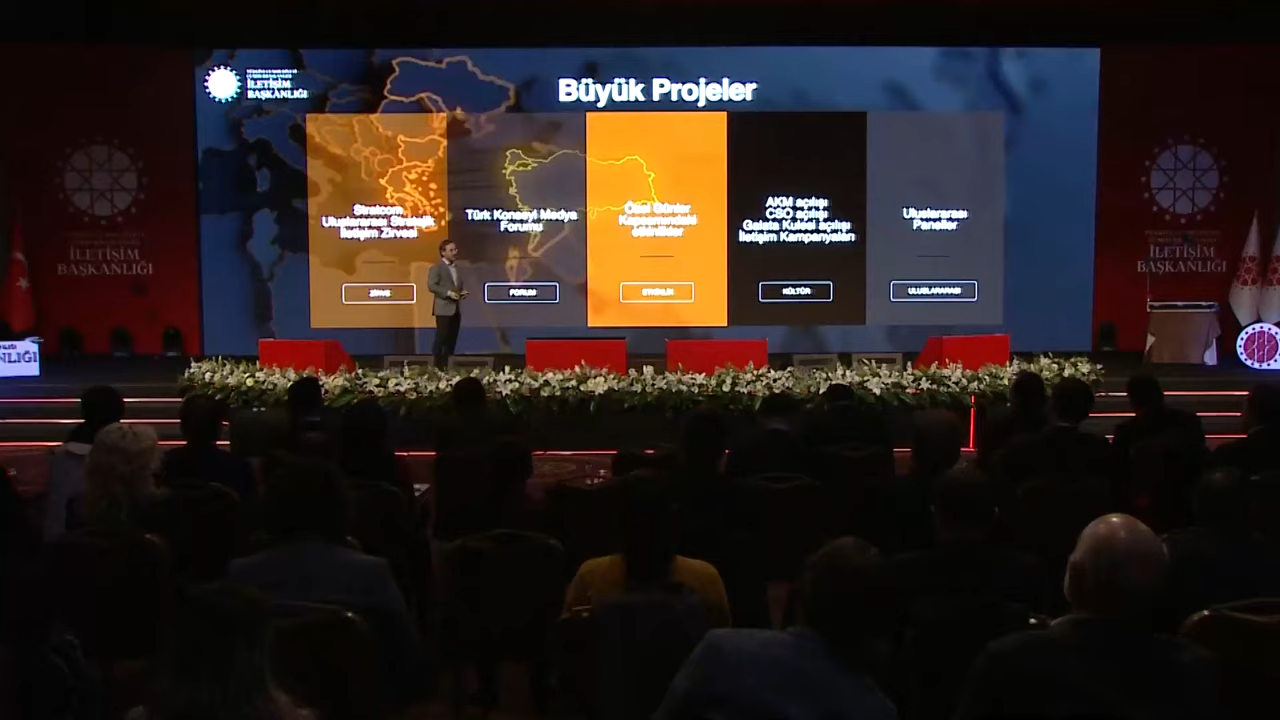 İLETİŞİM
BAŞKANLIĞI
Büyük Projeler
Stratcom
Uluslararası Stratejik
İletişim Zirvesi
ZİRVE
Türk Konseyi Medya
Forumu
FORUM
Özel Günler
Kapsamındaki
etkinlikler
ETKİNLİK
AKM açılışı
CSO açılışı
Galata Kulesi açılışı
İletişim Kampanyaları
KÜLTÜR
Uluslararası
Paneller
ULUSLARARASI
İLETİŞİM
BAŞKANLIĞI
İLETİŞİM
BAŞKANLIĞI